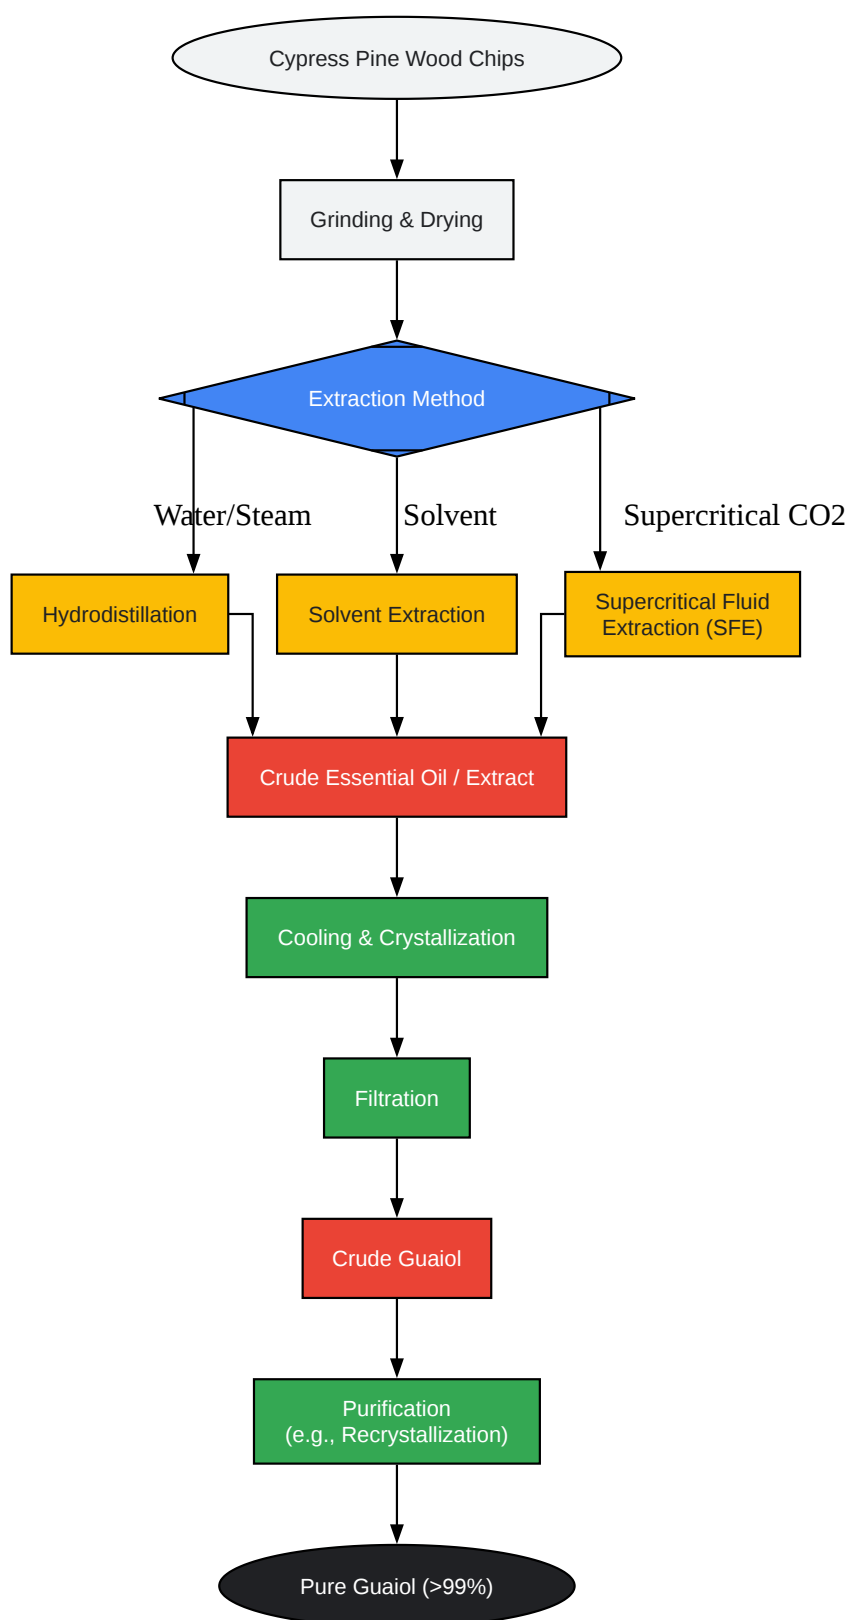 Cypress Pine Wood Chips
Grinding & Drying
Extraction Method
Water/Steam
Solvent
Supercritical CO2
Hydrodistillation
Solvent Extraction
Supercritical Fluid
Extraction (SFE)
Crude Essential Oil / Extract
Cooling & Crystallization
Filtration
Crude Guaiol
Purification
(e.g., Recrystallization)
Pure Guaiol (>99%)